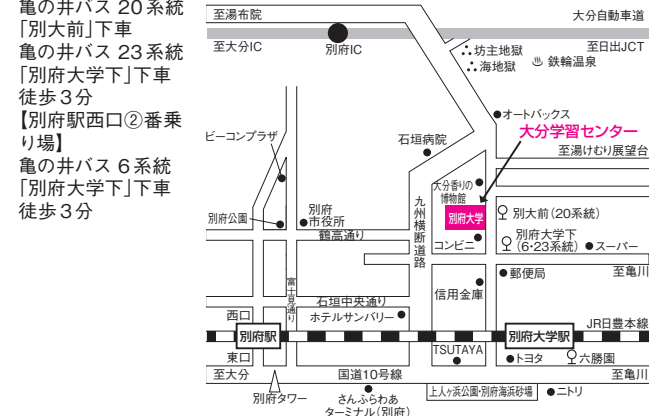 亀の井バス 20系統
｢別大前｣下車
亀の井バス 23系統
｢別府大学下｣下車
徒歩3分
【別府駅西口②番乗
り場】
亀の井バス 6系統
｢別府大学下｣下車
徒歩3分
至湯布院
大分自動車道
至大分IC
別府IC
坊主地獄
海地獄
鉄輪温泉
至日出JCT
オートバックス
大分学習センター
至湯けむり展望台
ビーコンプラザ
石垣病院
大分香りの
博物館
別府大学
別大前(20系統)
別府公園
別府
市役所
鶴高通り
九州横断道路
コンビニ
別府大学下
(6･23系統)
スーパー
郵便局
至亀川
富士見通り
信用金庫
石垣中央通り
ホテルサンバリー
西口
別府駅
東口
JR日豊本線
別府大学駅
TSUTAYA
トヨタ
六勝園
至大分
国道10号線
至亀川
別府タワー
さんふらわあ
ターミナル(別府)
上人ヶ浜公園･別府海浜砂場
ニトリ